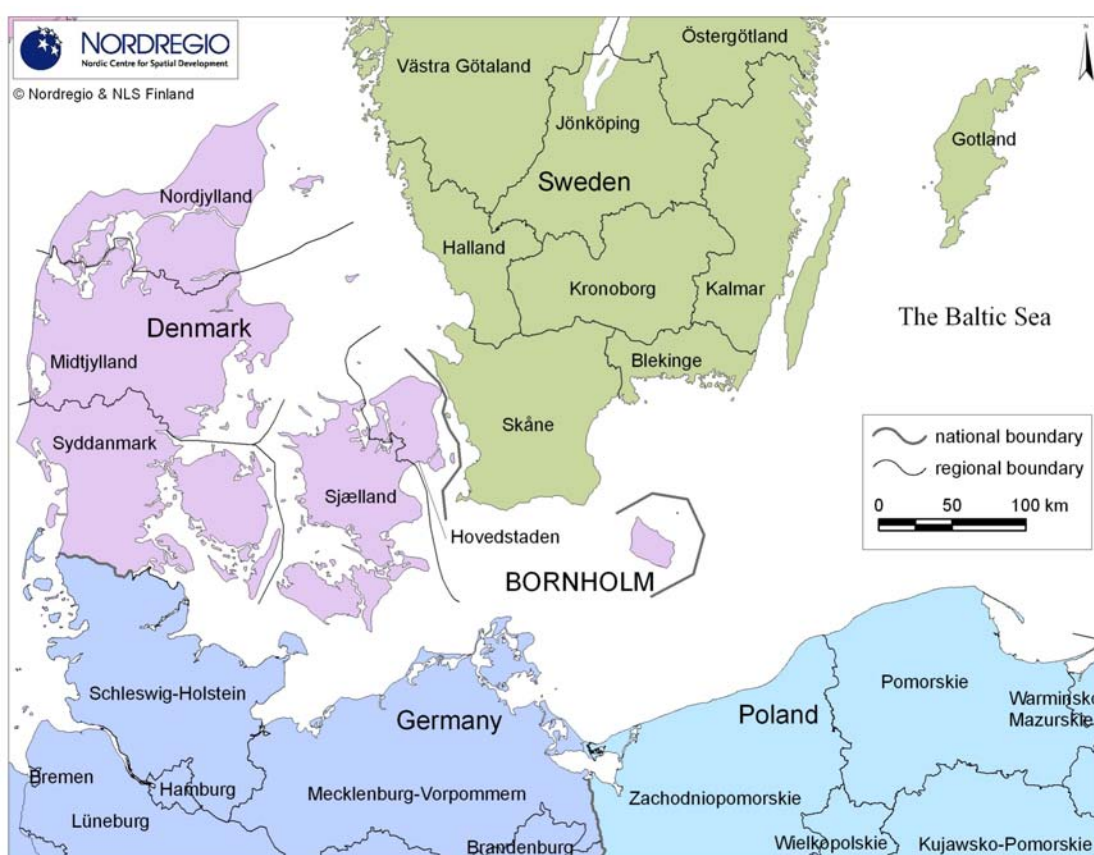 NORDREGIO
Nordic Centre for Spatial Development
© Nordregio & NLS Finland
N
Östergötland
Västra Götaland
Jönköping
Gotland
Sweden
Nordjylland
Halland
Kronoborg
Kalmar
The Baltic Sea
Denmark
Midtjylland
Blekinge
Syddanmark
Skåne
national boundary
regional boundary
Sjælland
0 50 100 km
Hovedstaden
BORNHOLM
Schleswig-Holstein
Pomorskie
Germany
Poland
Warminsko
Mazurskie
Bremen
Hamburg
Mecklenburg-Vorpommern
Zachodniopomorskie
Lüneburg
Brandenburg
Wielkopolskie
Kujawsko-Pomorskie